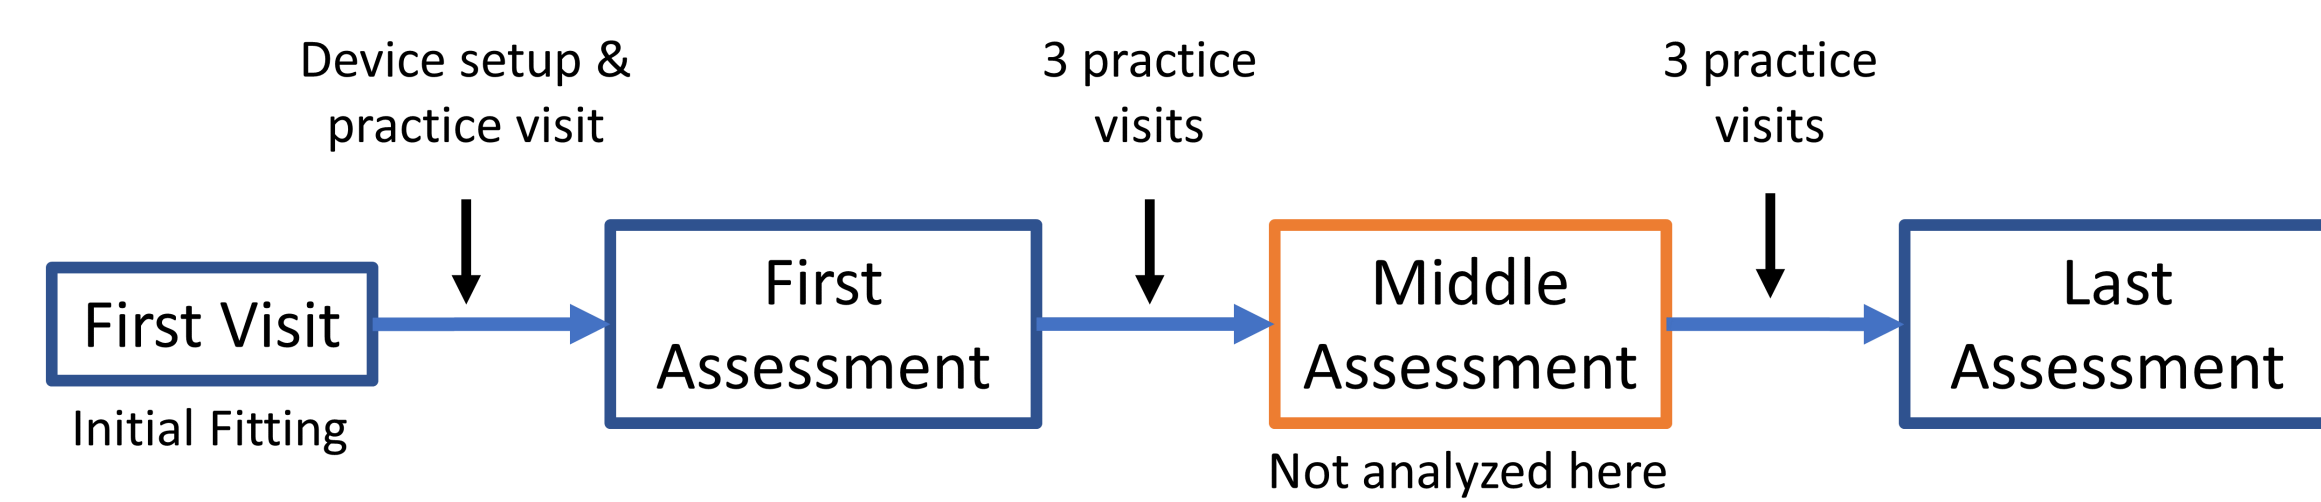 Device setup &
practice visit
3 practice
visits
3 practice
visits
First Visit
Initial Fitting
First
Assessment
Middle
Assessment
Not analyzed here
Last
Assessment